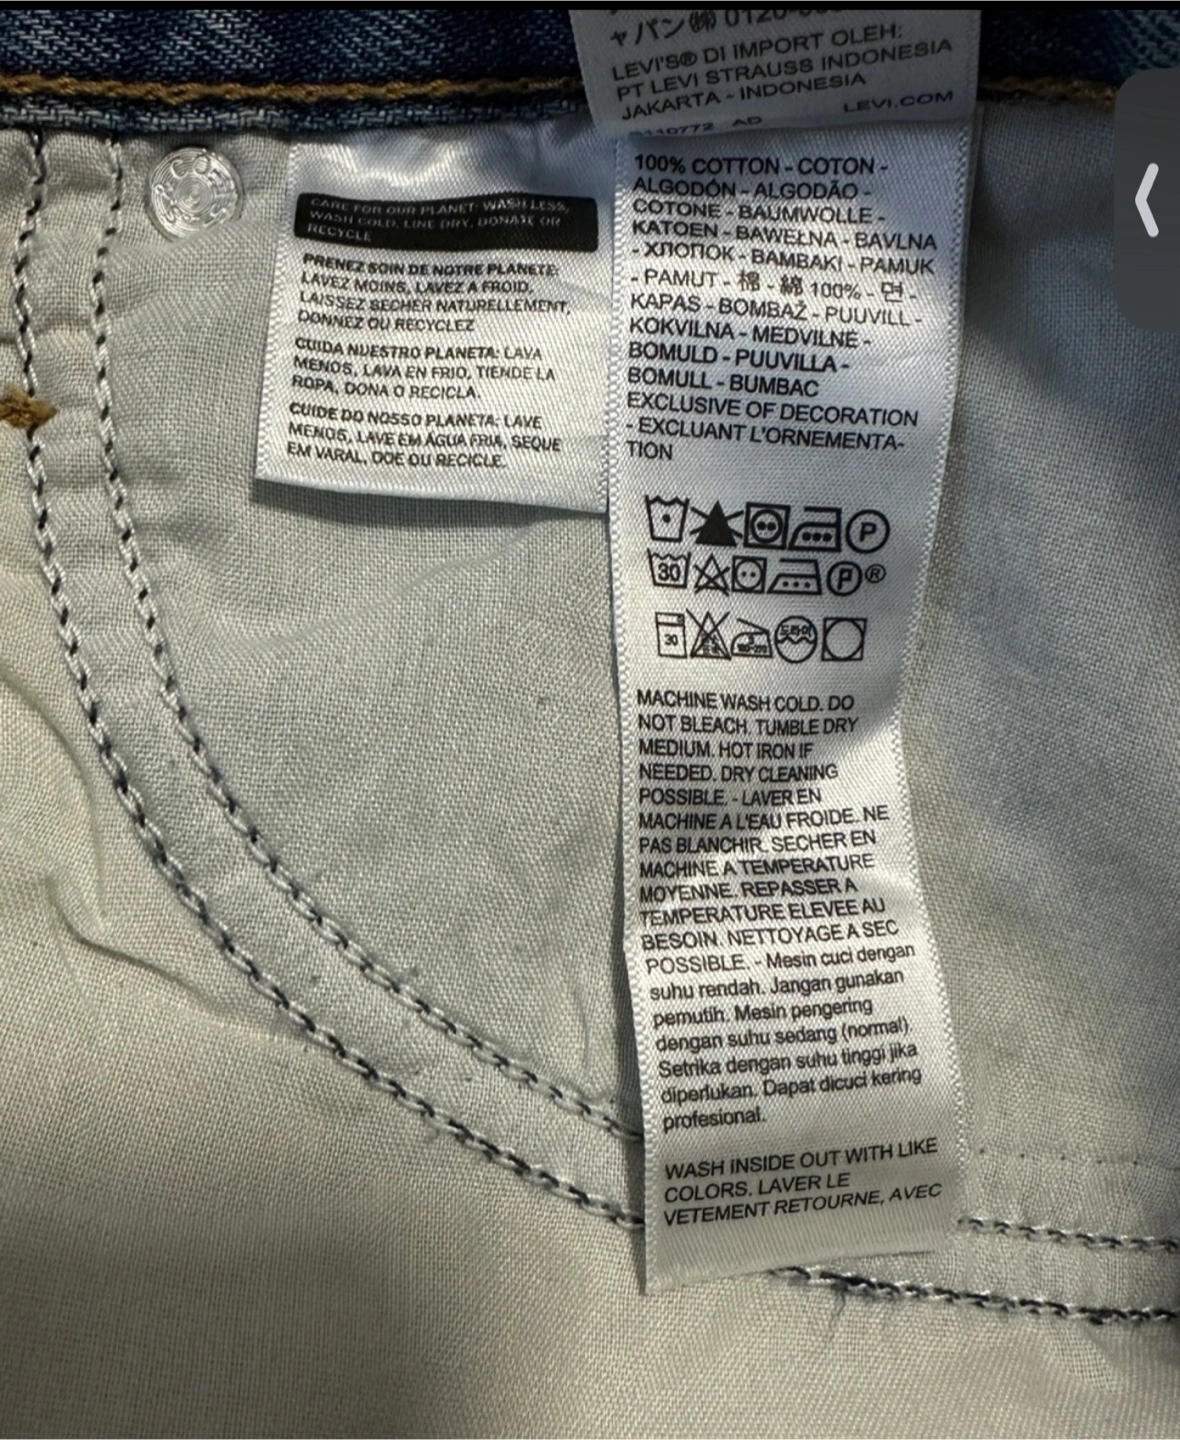 ャパン㈱ 0120
LEVI'S® DI IMPORT OLEH:
PT LEVI STRAUSS INDONESIA
JAKARTA - INDONESIA
LEVI.COM
AD
CARE FOR OUR PLANET: WASH LESS,
WASH COLD, LINE DRY, DONATE OR
RECYCLE
PRENEZ SOIN DE NOTRE PLANETE:
LAVEZ MOINS, LAVEZ A FROID,
LAISSEZ SECHER NATURELLEMENT,
DONNEZ OU RECYCLEZ
CUIDA NUESTRO PLANETA: LAVA
MENOS, LAVA EN FRIO, TIENDE LA
ROPA, DONA O RECICLA.
CUIDE DO NOSSO PLANETA: LAVE
MENOS, LAVE EM ÁGUA FRIA, SEQUE
EM VARAL, DOE OU RECICLE.
100% COTTON - COTON -
ALGODÓN - ALGODÃO -
COTONE - BAUMWOLLE -
KATOEN - BAWEŁNA - BAVLNA
- ХЛОПОК - BAMBAKI - PAMUK
- PAMUT - 棉 - 綿 100% - 면 -
KAPAS - BOMBAŽ - PUUVILL -
KOKVILNA - MEDVILNĖ -
BOMULD - PUUVILLA -
BOMULL - BUMBAC
EXCLUSIVE OF DECORATION
- EXCLUANT L'ORNEMENTA-
TION
P
30 P®
30 드라이
MACHINE WASH COLD. DO
NOT BLEACH. TUMBLE DRY
MEDIUM. HOT IRON IF
NEEDED. DRY CLEANING
POSSIBLE. - LAVER EN
MACHINE A L'EAU FROIDE. NE
PAS BLANCHIR. SECHER EN
MACHINE A TEMPERATURE
MOYENNE. REPASSER A
TEMPERATURE ELEVEE AU
BESOIN. NETTOYAGE A SEC
POSSIBLE. - Mesin cuci dengan
suhu rendah. Jangan gunakan
pemutih. Mesin pengering
dengan suhu sedang (normal).
Setrika dengan suhu tinggi jika
diperlukan. Dapat dicuci kering
profesional.
WASH INSIDE OUT WITH LIKE
COLORS. LAVER LE
VETEMENT RETOURNE, AVEC